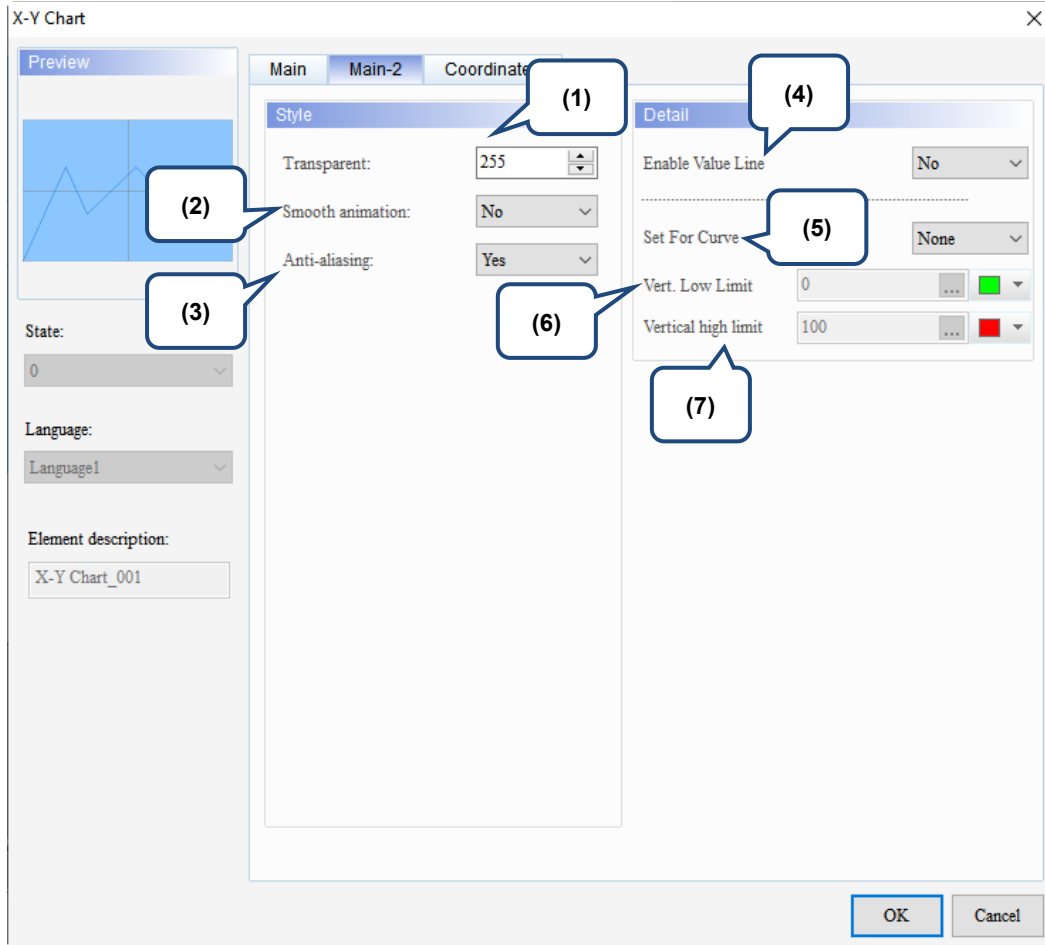 X-Y Chart
Preview
Main
Main-2
Coordinate
(1)
(4)
Style
Detail
Transparent:
255
Enable Value Line
No
(2)
Smooth animation:
No
(5)
Set For Curve
None
Anti-aliasing:
Yes
Vert. Low Limit
0
...
(3)
(6)
State:
Vertical high limit
100
...
0
(7)
Language:
Language1
Element description:
X-Y Chart_001
OK
Cancel